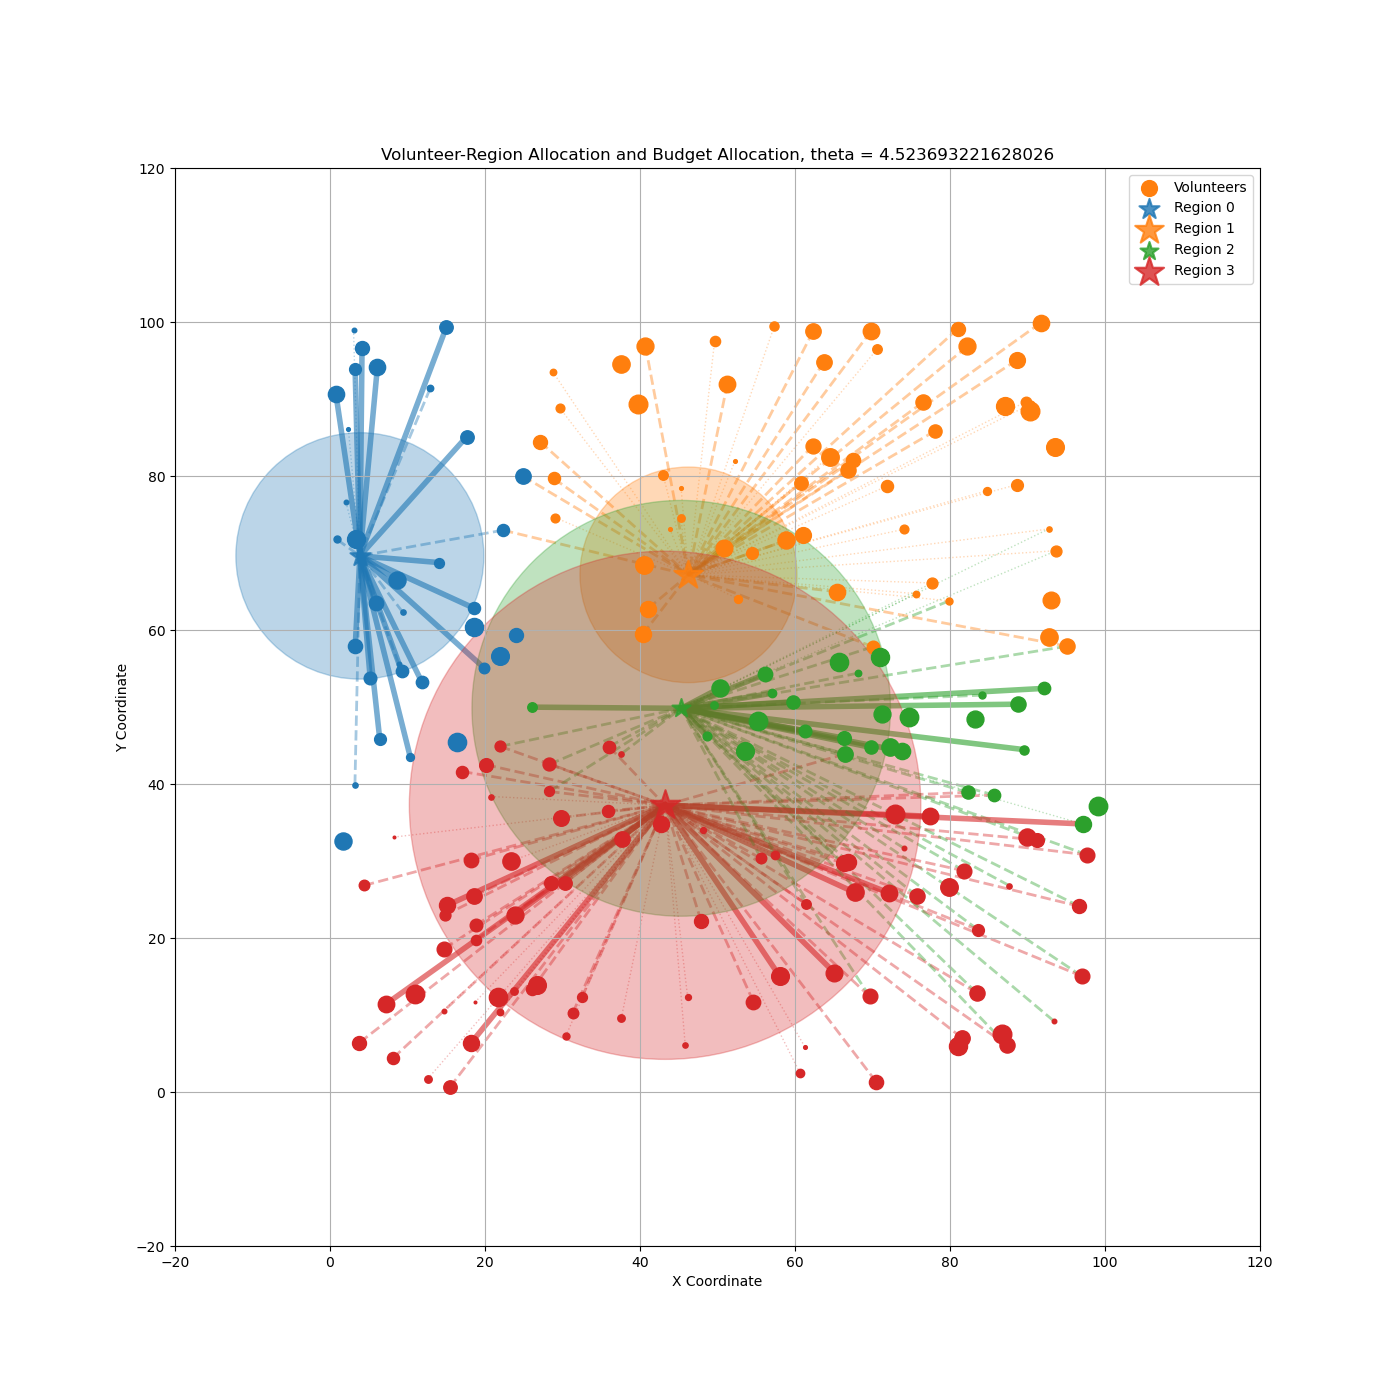 Volunteer-Region Allocation and Budget Allocation, theta = 4.523693221628026
120
Volunteers
Region 0
Region 1
Region 2
Region 3
100
80
60
40
20
0
−20
Y Coordinate
−20 0 20 40 60 80 100 120
X Coordinate